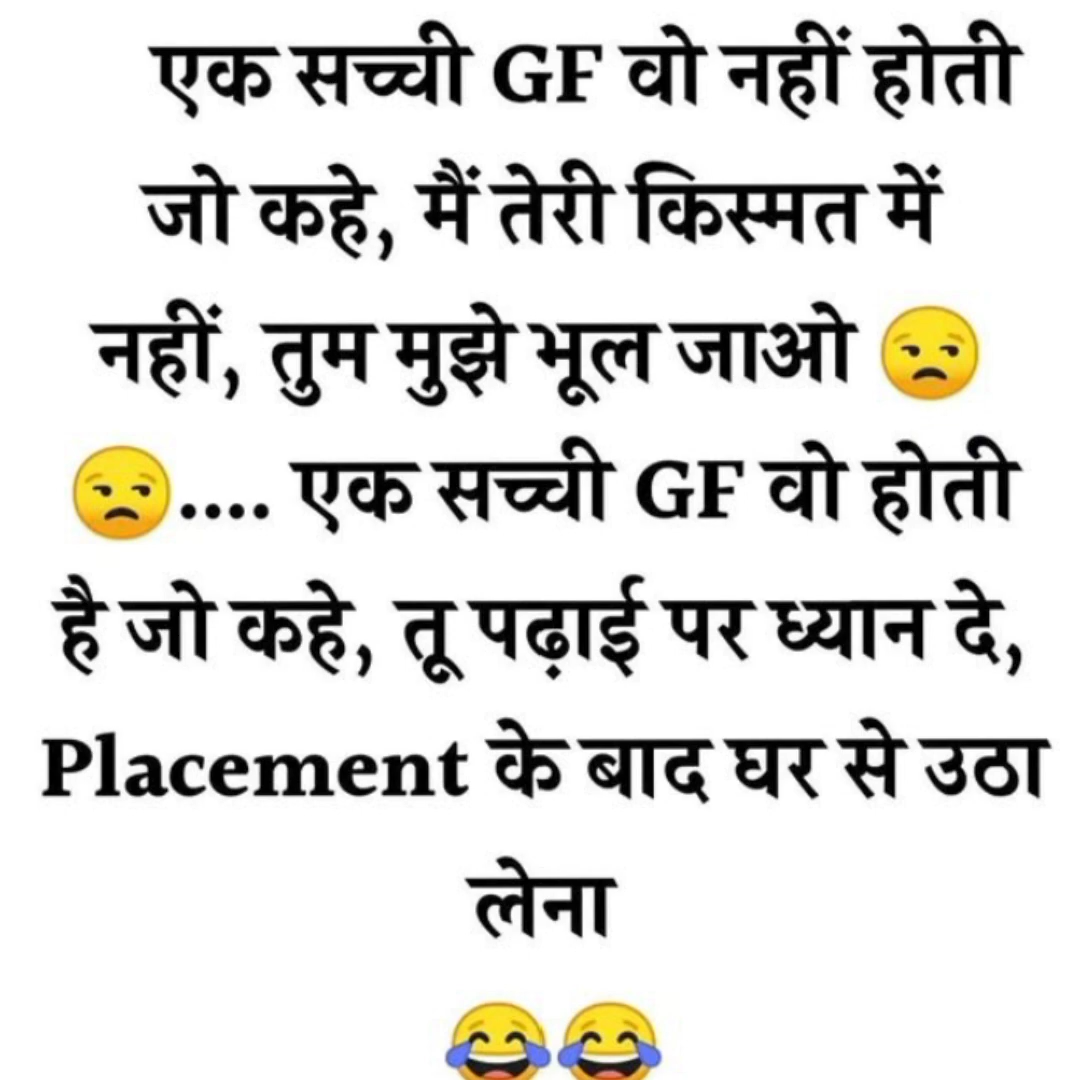 एक सच्ची GF वो नहीं होती
जो कहे, मैं तेरी किस्मत में
नहीं, तुम मुझे भूल जाओ 😒
😒.... एक सच्ची GF वो होती
है जो कहे, तू पढ़ाई पर ध्यान दे,
Placement के बाद घर से उठा
लेना
😂😂